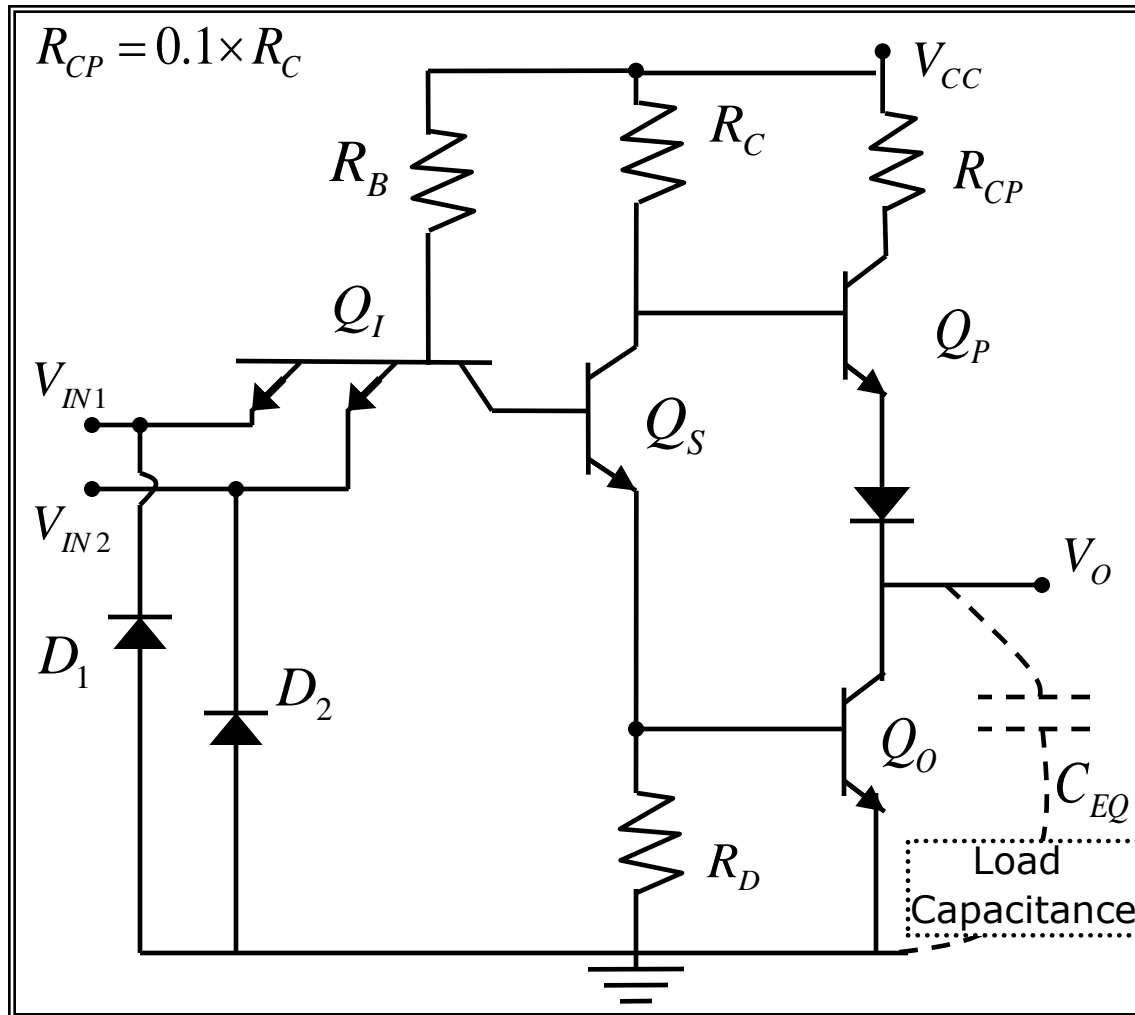 R_CP = 0.1 × R_C
V_CC
R_C
R_B
R_CP
Q_I
Q_P
V_IN1
Q_S
V_IN2
V_O
D_1
D_2
Q_O
C_EQ
R_D
Load
Capacitance